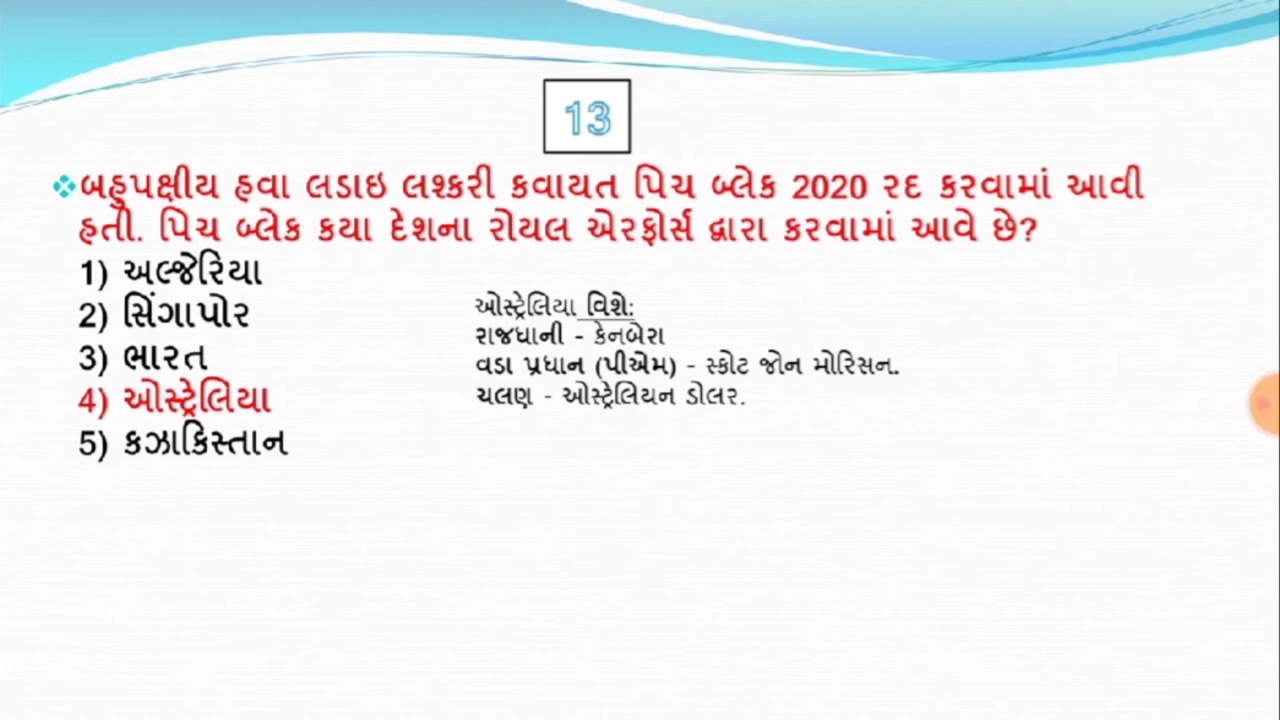 13
બહુપક્ષીય હવા લડાઇ લશ્કરી કવાયત પિચ બ્લેક 2020 રદ કરવામાં આવી
હતી. પિચ બ્લેક કયા દેશના રોયલ એરફોર્સ દ્વારા કરવામાં આવે છે?
1) અલ્જેરિયા
2) સિંગાપોર
3) ભારત
4) ઓસ્ટ્રેલિયા
5) કઝાકિસ્તાન
ઓસ્ટ્રેલિયા વિશે:
રાજધાની - કેનબેરા
વડા પ્રધાન (પીએમ) - સ્કોટ જોન મોરિસન.
ચલણ - ઓસ્ટ્રેલિયન ડોલર.